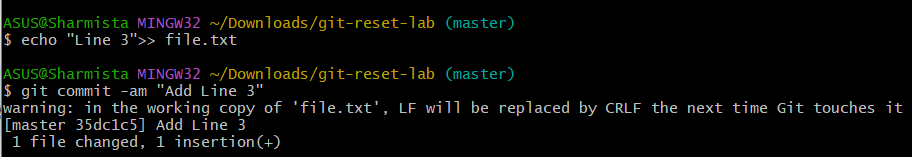 ASUS@Sharmista MINGW32 ~/Downloads/git-reset-lab (master)
$ echo "Line 3">> file.txt
ASUS@Sharmista MINGW32 ~/Downloads/git-reset-lab (master)
$ git commit -am "Add Line 3"
warning: in the working copy of 'file.txt', LF will be replaced by CRLF the next time Git touches it
[master 35dc1c5] Add Line 3
 1 file changed, 1 insertion(+)